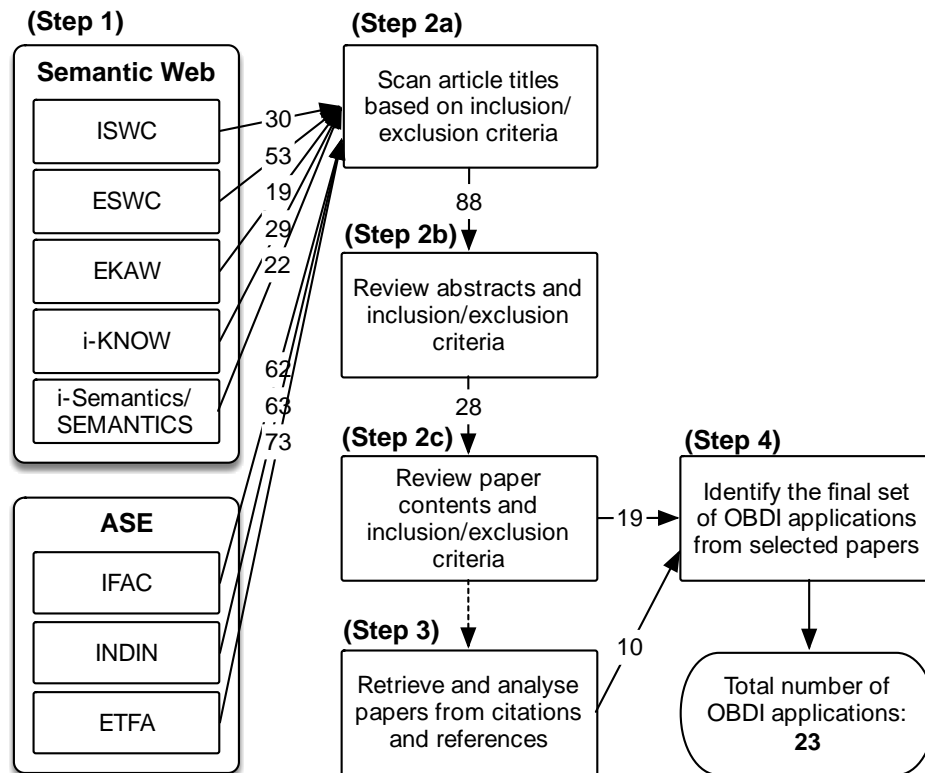 (Step 1)
Semantic Web
ISWC
ESWC
EKAW
i-KNOW
i-Semantics/
SEMANTICS
ASE
IFAC
INDIN
ETFA
30
53
19
29
22
62
63
73
(Step 2a)
Scan article titles
based on inclusion/
exclusion criteria
88
(Step 2b)
Review abstracts and
inclusion/exclusion
criteria
28
(Step 2c)
Review paper
contents and
inclusion/exclusion
criteria
19
(Step 3)
Retrieve and analyse
papers from citations
and references
10
(Step 4)
Identify the final set
of OBDI applications
from selected papers
Total number of
OBDI applications:
23